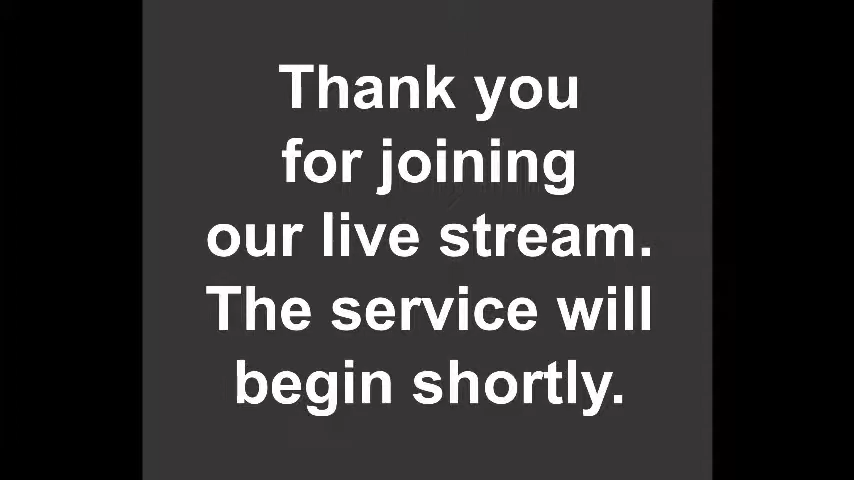 Thank you
for joining
our live stream.
The service will
begin shortly.